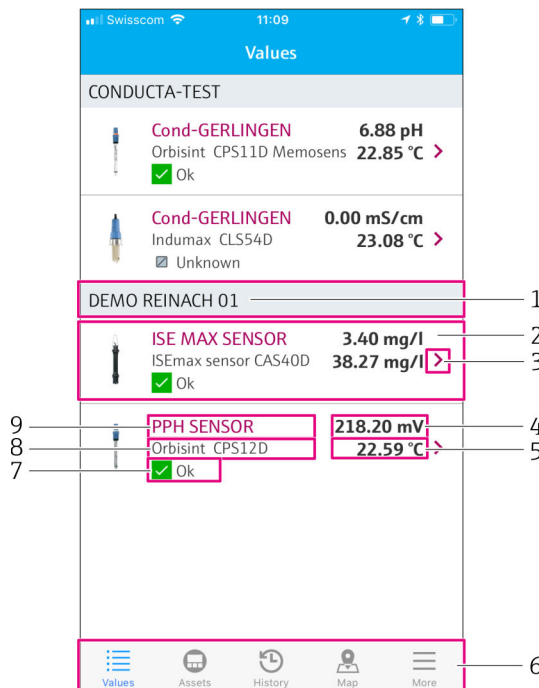 Swisscom 11:09
Values
CONDUCTA-TEST
Cond-GERLINGEN 6.88 pH
Orbisint CPS11D Memosens 22.85 °C
Ok
Cond-GERLINGEN 0.00 mS/cm
Indumax CLS54D 23.08 °C
Unknown
DEMO REINACH 01 1
ISE MAX SENSOR 3.40 mg/l 2
ISEmax sensor CAS40D 38.27 mg/l 3
Ok
9 PPH SENSOR 218.20 mV 4
8 Orbisint CPS12D 22.59 °C 5
7 Ok
Values Assets History Map More 6